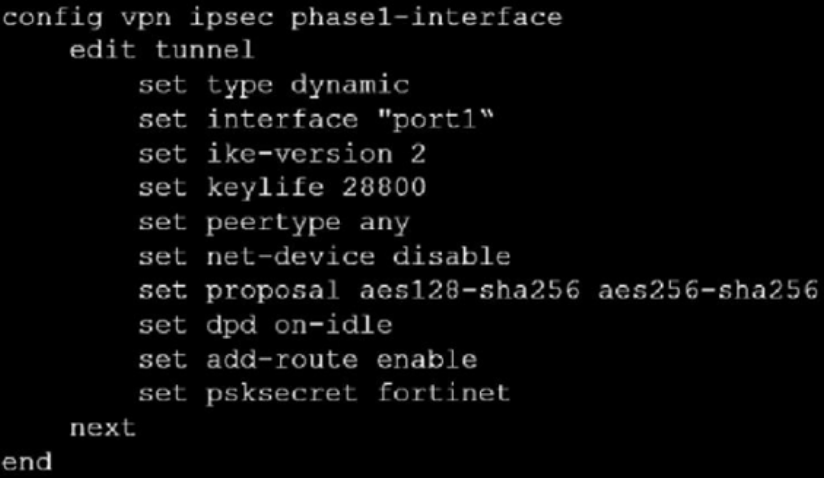 config vpn ipsec phase1-interface
edit tunnel
set type dynamic
set interface "port1“
set ike-version 2
set keylife 28800
set peertype any
set net-device disable
set proposal aes128-sha256 aes256-sha256
set dpd on-idle
set add-route enable
set psksecret fortinet
next
end